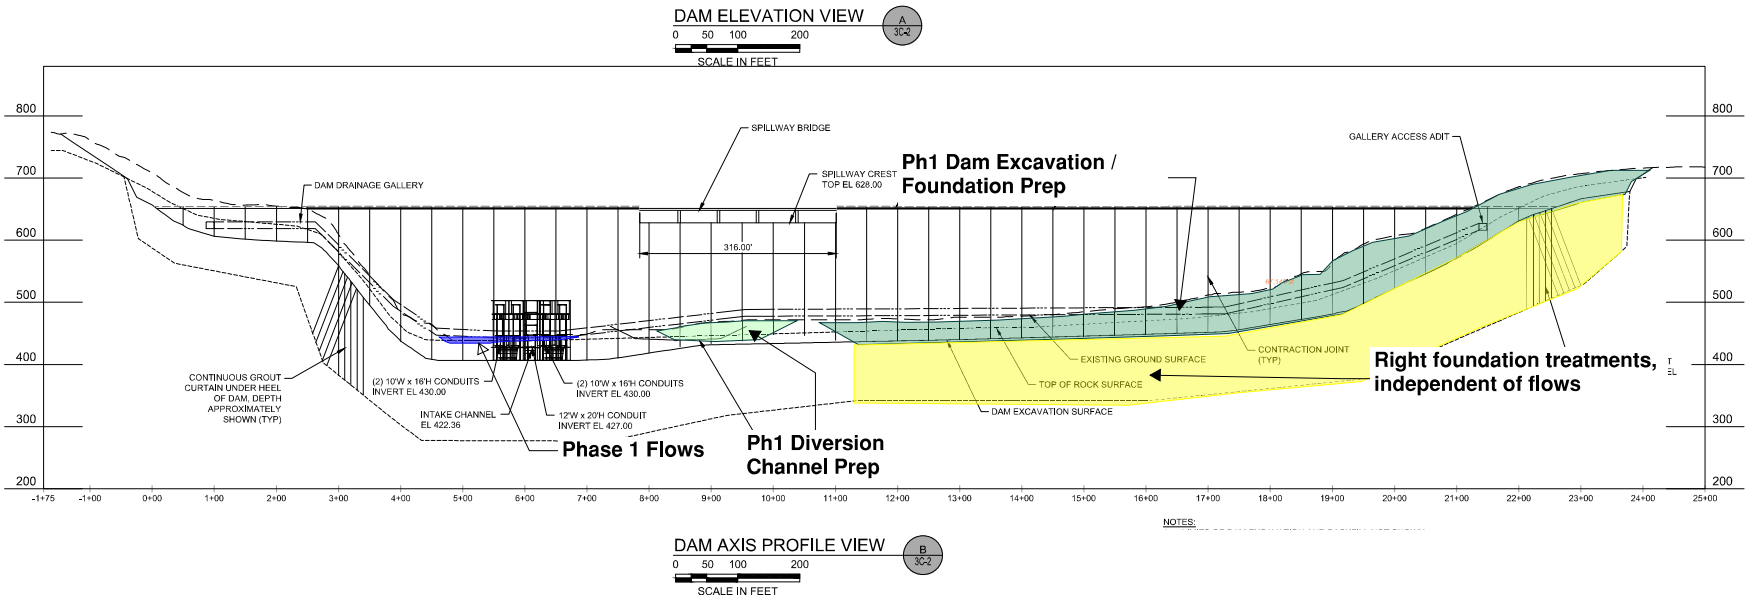 DAM ELEVATION VIEW
A
3C-2
0 50 100 200
SCALE IN FEET
800
700
600
500
400
300
200
800
700
600
500
400
300
200
SPILLWAY BRIDGE
SPILLWAY CREST
TOP EL 628.00
316.00'
DAM DRAINAGE GALLERY
Ph1 Dam Excavation /
Foundation Prep
GALLERY ACCESS ADIT
CONTINUOUS GROUT
CURTAIN UNDER HEEL
OF DAM, DEPTH
APPROXIMATELY
SHOWN (TYP)
(2) 10'W x 16'H CONDUITS
INVERT EL 430.00
(2) 10'W x 16'H CONDUITS
INVERT EL 430.00
INTAKE CHANNEL
EL 422.36
12'W x 20'H CONDUIT
INVERT EL 427.00
Phase 1 Flows
Ph1 Diversion
Channel Prep
EXISTING GROUND SURFACE
TOP OF ROCK SURFACE
DAM EXCAVATION SURFACE
CONTRACTION JOINT
(TYP)
Right foundation treatments,
independent of flows
-1+75 -1+00 0+00 1+00 2+00 3+00 4+00 5+00 6+00 7+00 8+00 9+00 10+00 11+00 12+00 13+00 14+00 15+00 16+00 17+00 18+00 19+00 20+00 21+00 22+00 23+00 24+00 25+00
NOTES:
DAM AXIS PROFILE VIEW
B
3C-2
0 50 100 200
SCALE IN FEET